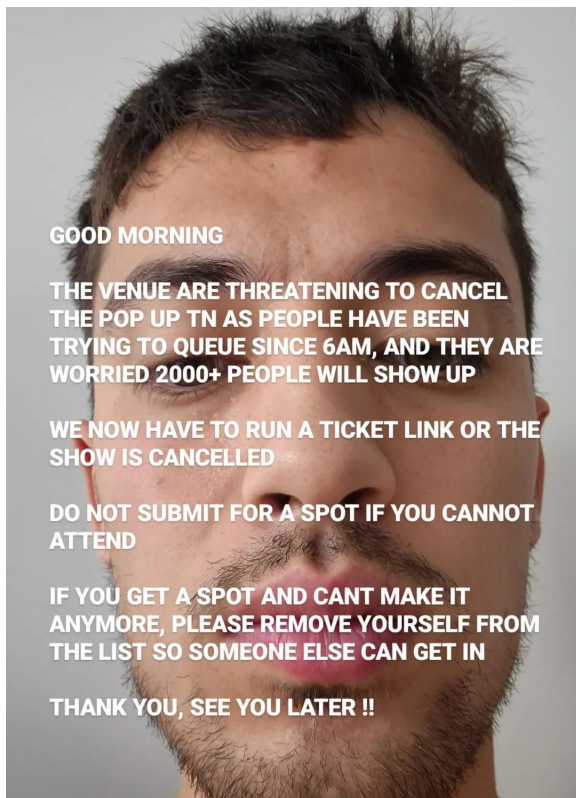 GOOD MORNING
THE VENUE ARE THREATENING TO CANCEL
THE POP UP TN AS PEOPLE HAVE BEEN
TRYING TO QUEUE SINCE 6AM, AND THEY ARE
WORRIED 2000+ PEOPLE WILL SHOW UP
WE NOW HAVE TO RUN A TICKET LINK OR THE
SHOW IS CANCELLED
DO NOT SUBMIT FOR A SPOT IF YOU CANNOT
ATTEND
IF YOU GET A SPOT AND CANT MAKE IT
ANYMORE, PLEASE REMOVE YOURSELF FROM
THE LIST SO SOMEONE ELSE CAN GET IN
THANK YOU, SEE YOU LATER !!